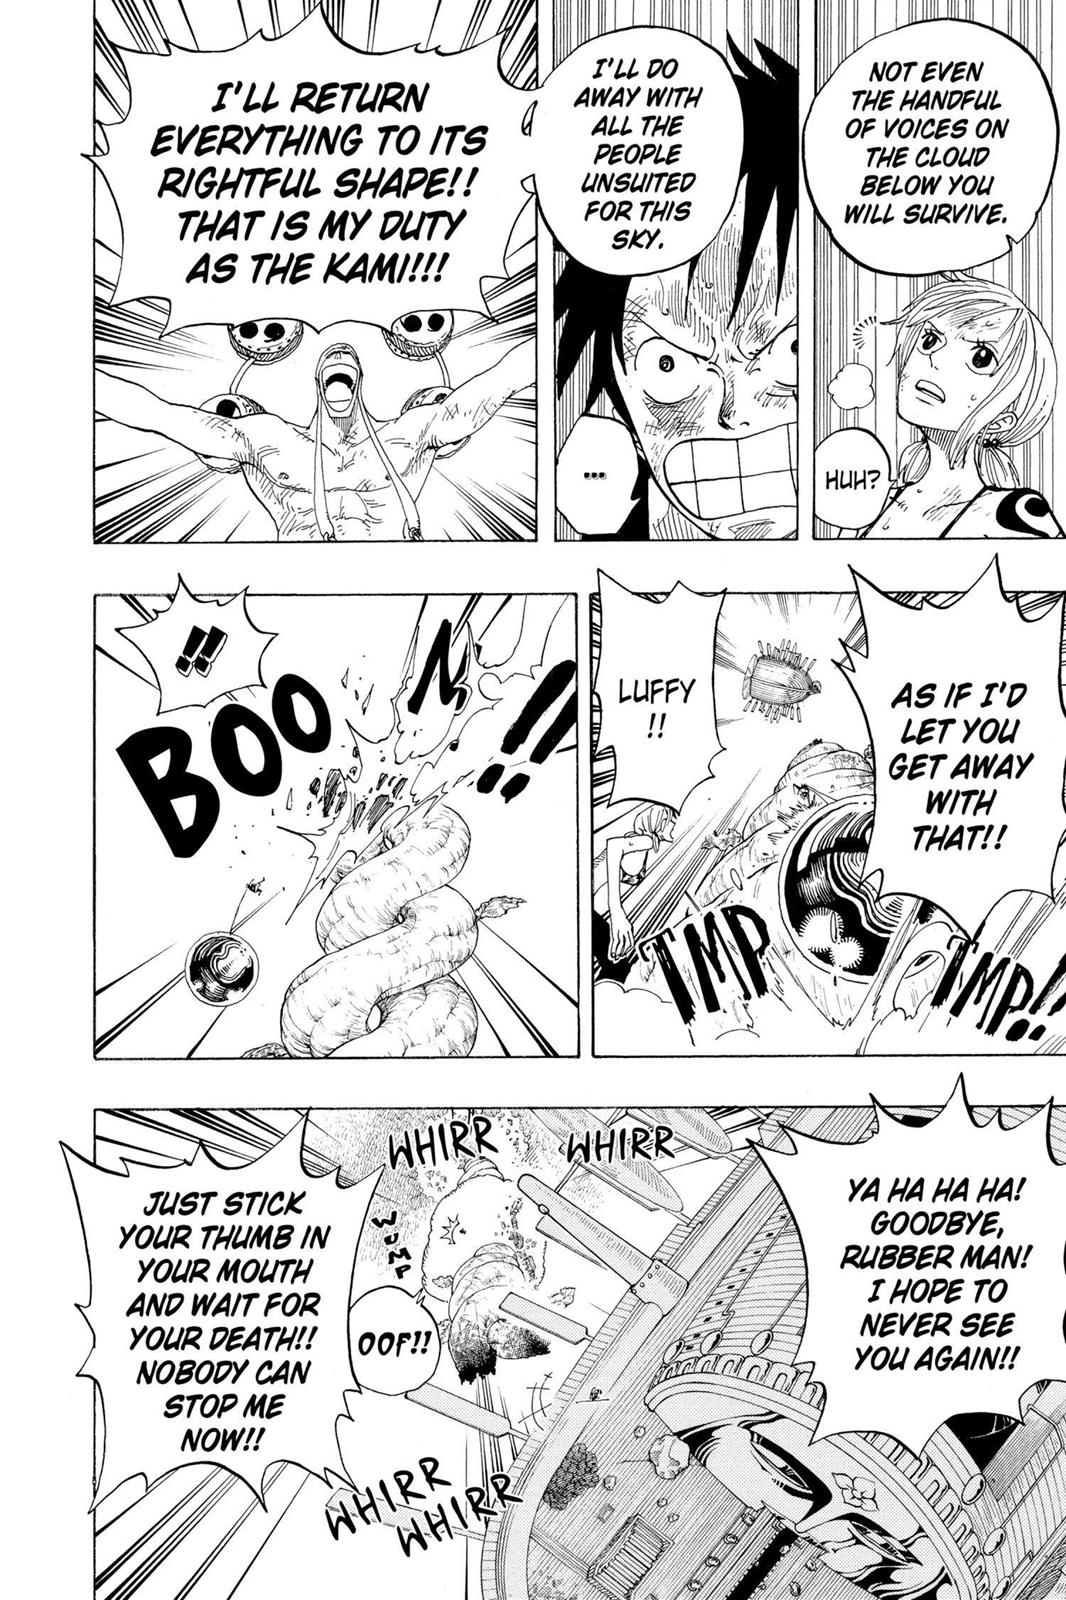 NOT EVEN
THE HANDFUL
OF VOICES ON
THE CLOUD
BELOW YOU
WILL SURVIVE.
HUH?
I'LL DO
AWAY WITH
ALL THE
PEOPLE
UNSUITED
FOR THIS
SKY.
...
I'LL RETURN
EVERYTHING TO ITS
RIGHTFUL SHAPE!!
THAT IS MY DUTY
AS THE KAMI!!!
AS IF I'D
LET YOU
GET AWAY
WITH
THAT!!
LUFFY
!!
TMP
TMP!!
!!
BOOM!!
YA HA HA HA!
GOODBYE,
RUBBER MAN!
I HOPE TO
NEVER SEE
YOU AGAIN!!
WHIRR
WHIRR
WUMP
OOF!!
JUST STICK
YOUR THUMB IN
YOUR MOUTH
AND WAIT FOR
YOUR DEATH!!
NOBODY CAN
STOP ME
NOW!!
WHIRR
WHIRR